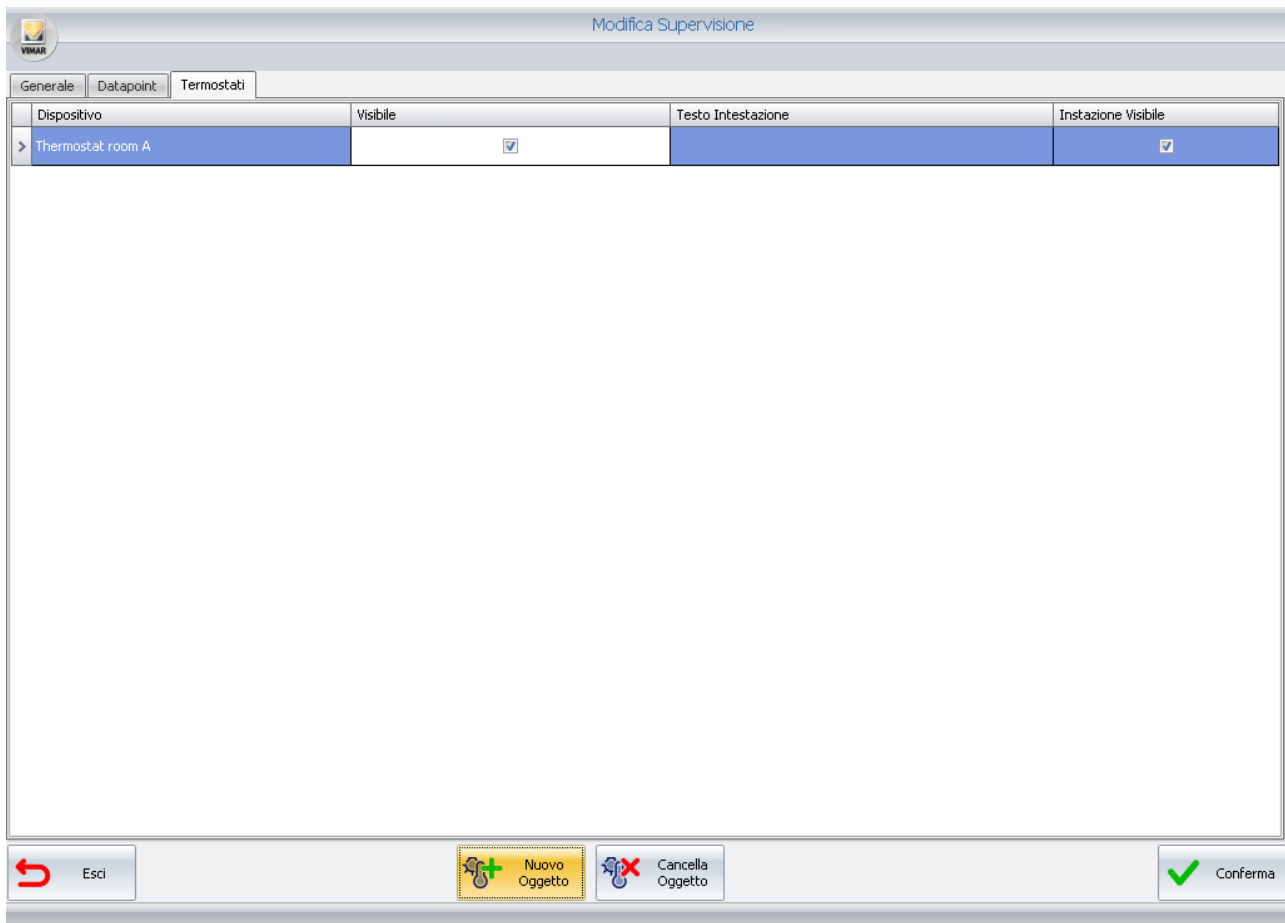 Modifica Supervisione
VIMAR
Generale Datapoint Termostati
Dispositivo Visibile Testo Intestazione Instazione Visibile
Thermostat room A
Esci
Nuovo
Oggetto
Cancella
Oggetto
Conferma